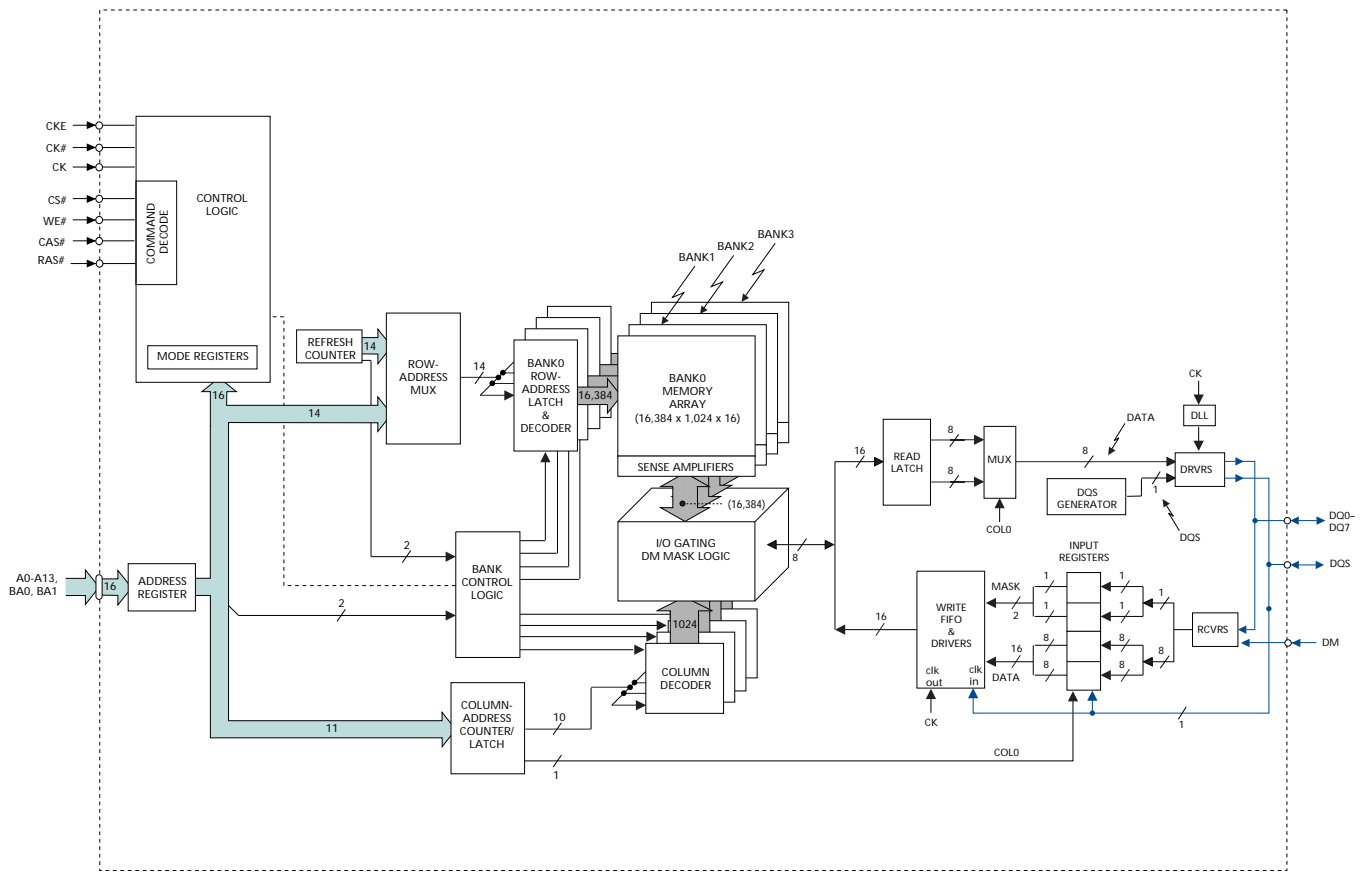 CKE
CK#
CK
CS#
WE#
CAS#
RAS#
COMMAND
DECODE
CONTROL
LOGIC
MODE REGISTERS
16
REFRESH
COUNTER
14
14
ROW-
ADDRESS
MUX
14
BANK0
ROW-
ADDRESS
LATCH
&
DECODER
16,384
BANK1
BANK2
BANK3
BANK0
MEMORY
ARRAY
(16,384 x 1,024 x 16)
SENSE AMPLIFIERS
(16,384)
I/O GATING
DM MASK LOGIC
8
2
2
BANK
CONTROL
LOGIC
A0-A13,
BA0, BA1
16
ADDRESS
REGISTER
11
COLUMN-
ADDRESS
COUNTER/
LATCH
10
1
1024
COLUMN
DECODER
COL0
16
READ
LATCH
8
8
MUX
COL0
8
DATA
DQS
GENERATOR
1
DQS
CK
DLL
DRVRS
DQ0–
DQ7
DQS
DM
16
WRITE
FIFO
&
DRIVERS
clk
out
clk
in
CK
MASK
2
16
DATA
INPUT
REGISTERS
1
1
8
8
1
1
8
8
1
8
RCVRS
1